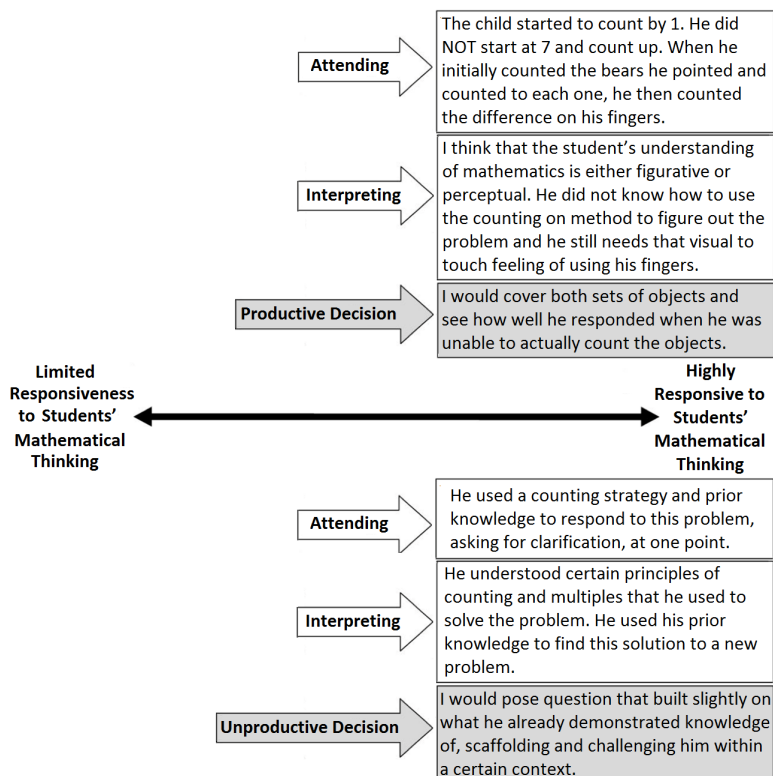 The child started to count by 1. He did
NOT start at 7 and count up. When he
Attending
initially counted the bears he pointed and
counted to each one, he then counted
the difference on his fingers.
I think that the student’s understanding
of mathematics is either figurative or
Interpreting
perceptual. He did not know how to use
the counting on method to figure out the
problem and he still needs that visual to
touch feeling of using his fingers.
Productive Decision
I would cover both sets of objects and
see how well he responded when he was
unable to actually count the objects.
Limited
Responsiveness
to Students’
Mathematical
Thinking
Highly
Responsive to
Students’
Mathematical
Thinking
Attending
He used a counting strategy and prior
knowledge to respond to this problem,
asking for clarification, at one point.
Interpreting
He understood certain principles of
counting and multiples that he used to
solve the problem. He used his prior
knowledge to find this solution to a new
problem.
Unproductive Decision
I would pose question that built slightly on
what he already demonstrated knowledge
of, scaffolding and challenging him within
a certain context.